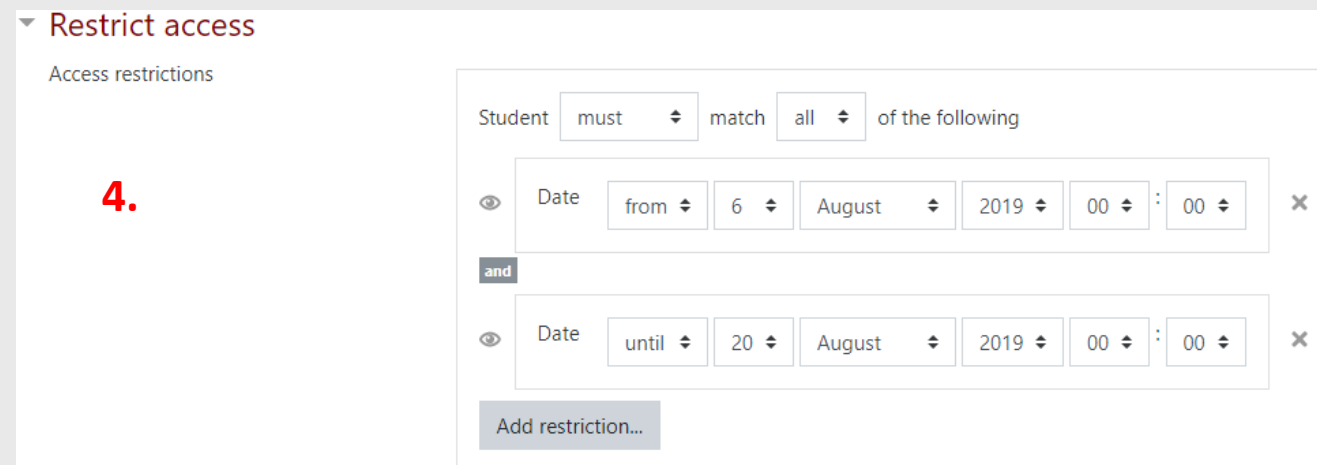 Restrict access
Access restrictions
Student must match all of the following
4.
Date from 6 August 2019 00 : 00
and
Date until 20 August 2019 00 : 00
Add restriction...